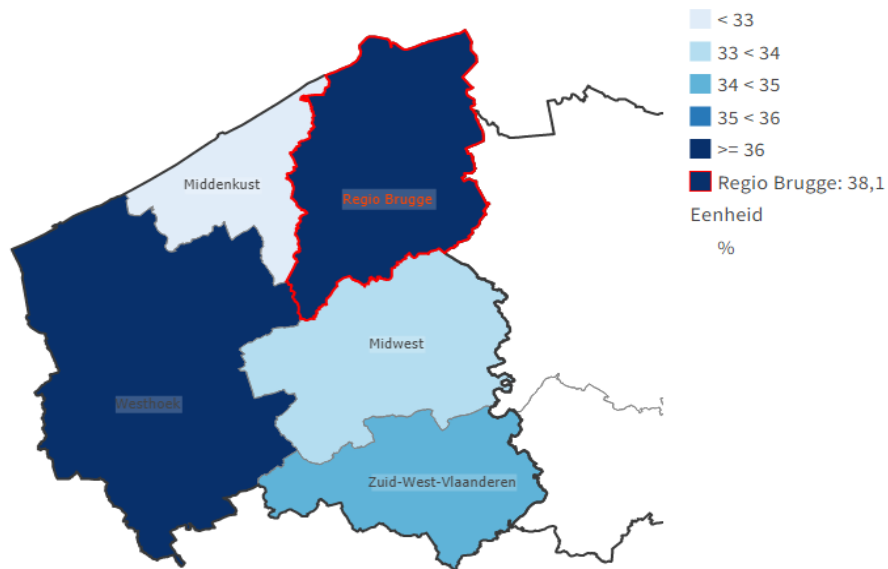 < 33
33 < 34
34 < 35
35 < 36
>= 36
Regio Brugge: 38,1
Eenheid
%
Middenkust
Regio Brugge
Midwest
Westhoek
Zuid-West-Vlaanderen